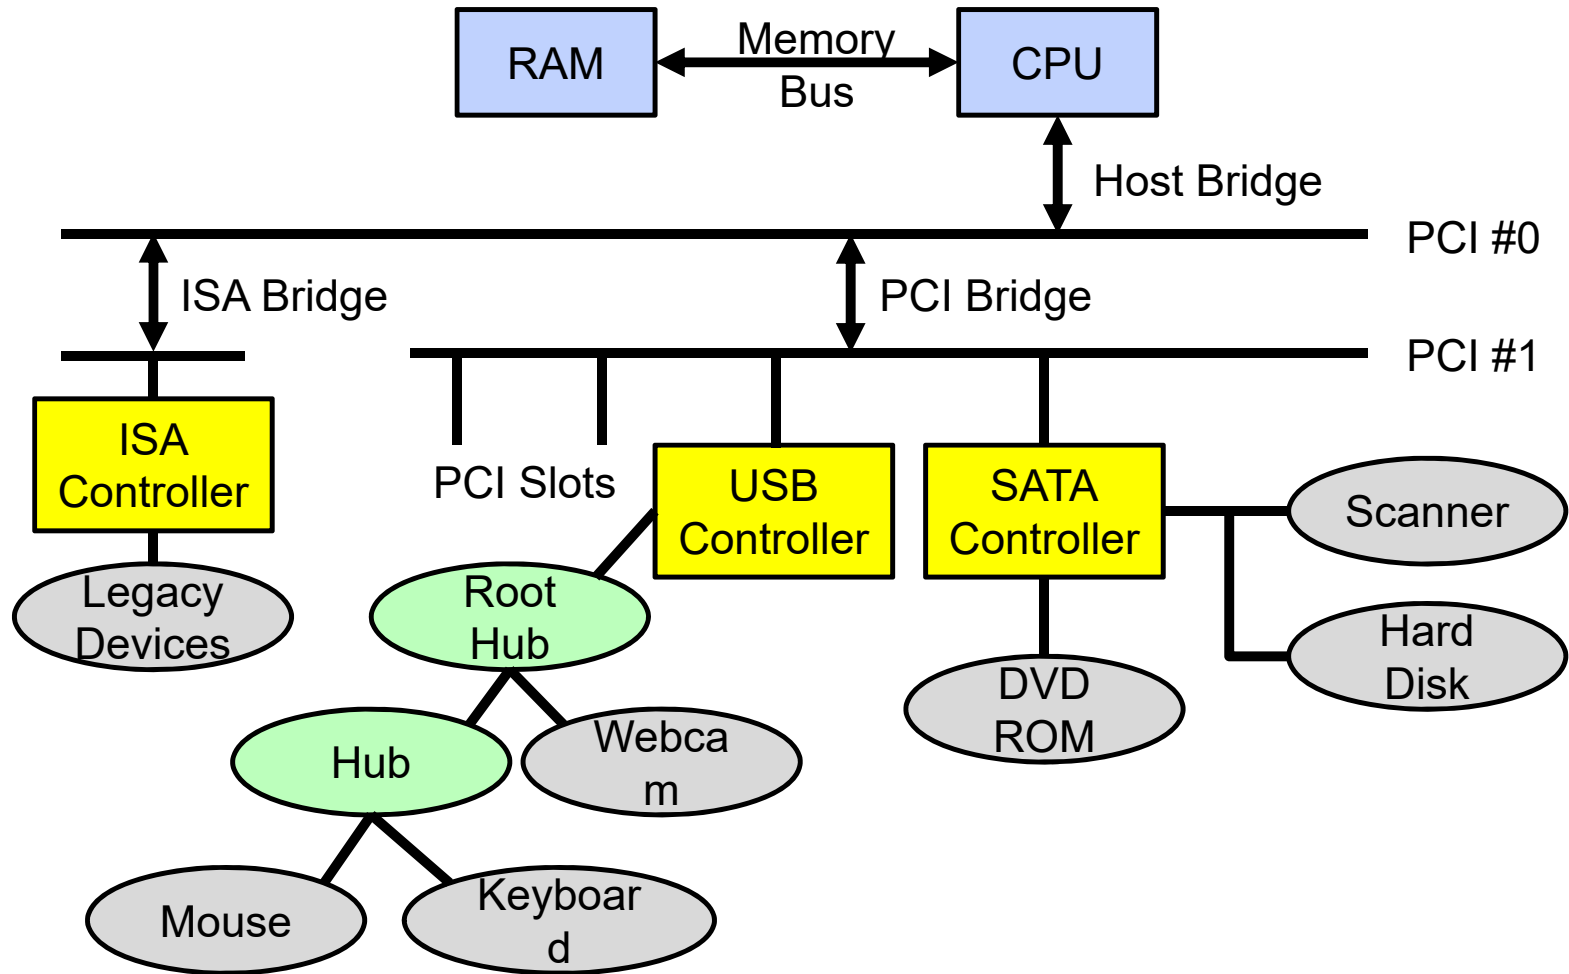 RAM
Memory
Bus
CPU
Host Bridge
PCI #0
ISA Bridge
PCI Bridge
PCI #1
ISA
Controller
PCI Slots
USB
Controller
SATA
Controller
Scanner
Legacy
Devices
Root
Hub
Hard
Disk
DVD
ROM
Hub
Webca
m
Mouse
Keyboar
d